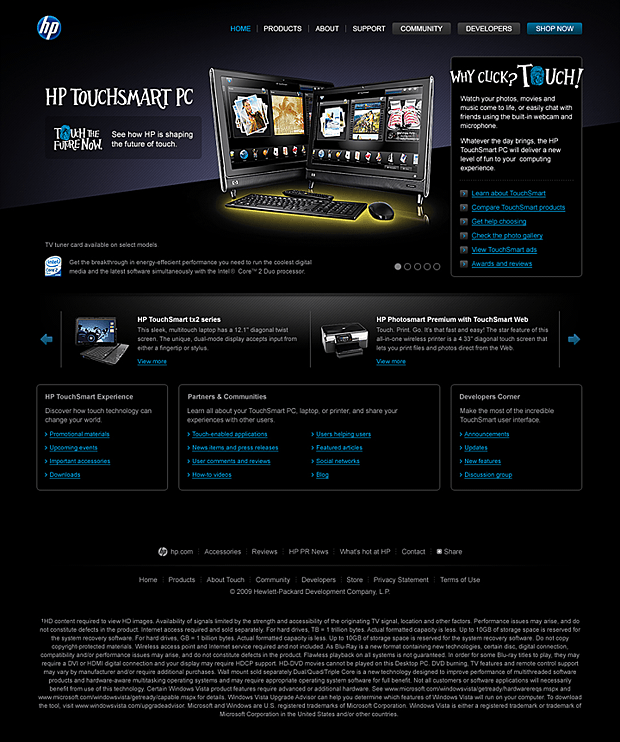 hp
HOME PRODUCTS ABOUT SUPPORT COMMUNITY DEVELOPERS SHOP NOW
HP TOUCHSMART PC
TOUCH THE
FUTURE NOW.
See how HP is shaping
the future of touch.
WHY CLICK? TOUCH!
Watch your photos, movies and
music come to life, or easily chat with
friends using the built-in webcam and
microphone.
Whatever the day brings, the HP
TouchSmart PC will deliver a new
level of fun to your computing
experience.
Learn about TouchSmart
Compare TouchSmart products
Get help choosing
Check the photo gallery
View TouchSmart ads
Awards and reviews
TV tuner card available on select models
Get the breakthrough in energy-effecient performance you need to run the coolest digital
media and the latest software simultaneously with the Intel® Core™ 2 Duo processor.
HP TouchSmart tx2 series
This sleek, multitouch laptop has a 12.1" diagonal twist
screen. The unique, dual-mode display accepts input from
either a fingertip or stylus.
View more
HP Photosmart Premium with TouchSmart Web
Touch. Print. Go. It's that fast and easy! The star feature of this
all-in-one wireless printer is a 4.33" diagonal touch screen that
lets you print files and photos direct from the Web.
View more
HP TouchSmart Experience
Discover how touch technology can
change your world.
Promotional materials
Upcoming events
Important accessories
Downloads
Partners & Communities
Learn all about your TouchSmart PC, laptop, or printer, and share your
experiences with other users.
Touch-enabled applications
News items and press releases
User comments and reviews
How-to videos
Users helping users
Featured articles
Social networks
Blog
Developers Corner
Make the most of the incredible
TouchSmart user interface.
Announcements
Updates
New features
Discussion group
hp hp.com Accessories Reviews HP PR News What's hot at HP Contact Share
Home Products About Touch Community Developers Store Privacy Statement Terms of Use
© 2009 Hewlett-Packard Development Company, L.P.
¹HD content required to view HD images. Availability of signals limited by the strength and accessibility of the originating TV signal, location and other factors. Performance issues may arise, and do
not constitute defects in the product. Internet access required and sold separately. For hard drives, TB = 1 trillion bytes. Actual formatted capacity is less. Up to 10GB of storage space is reserved for
the system recovery software. For hard drives, GB = 1 billion bytes. Actual formatted capacity is less. Up to 10GB of storage space is reserved for the system recovery software. Do not copy
copyright-protected materials. Wireless access point and Internet service required and not included. As Blu-Ray is a new format containing new technologies, certain disc, digital connection,
compatibility and/or performance issues may arise, and do not constitute defects in the product. Flawless playback on all systems is not guaranteed. In order for some Blu-ray titles to play, they may
require a DVI or HDMI digital connection and your display may require HDCP support. HD-DVD movies cannot be played on this Desktop PC. DVD burning, TV features and remote control support
may vary by manufacturer and/or require additional purchases. Wall mount sold separately.Dual/Quad/Triple Core is a new technology designed to improve performance of multithreaded software
products and hardware-aware multitasking operating systems and may require appropriate operating system software for full benefit. Not all customers or software applications will necessarily
benefit from use of this technology. Certain Windows Vista product features require advanced or additional hardware. See www.microsoft.com/windowsvista/getready/hardwarereqs.mspx and
www.microsoft.com/windowsvista/getready/capable.mspx for details. Windows Vista Upgrade Advisor can help you determine which features of Windows Vista will run on your computer. To download
the tool, visit www.windowsvista.com/upgradeadvisor. Microsoft and Windows are U.S. registered trademarks of Microsoft Corporation. Windows Vista is either a registered trademark or trademark of
Microsoft Corporation in the United States and/or other countries.